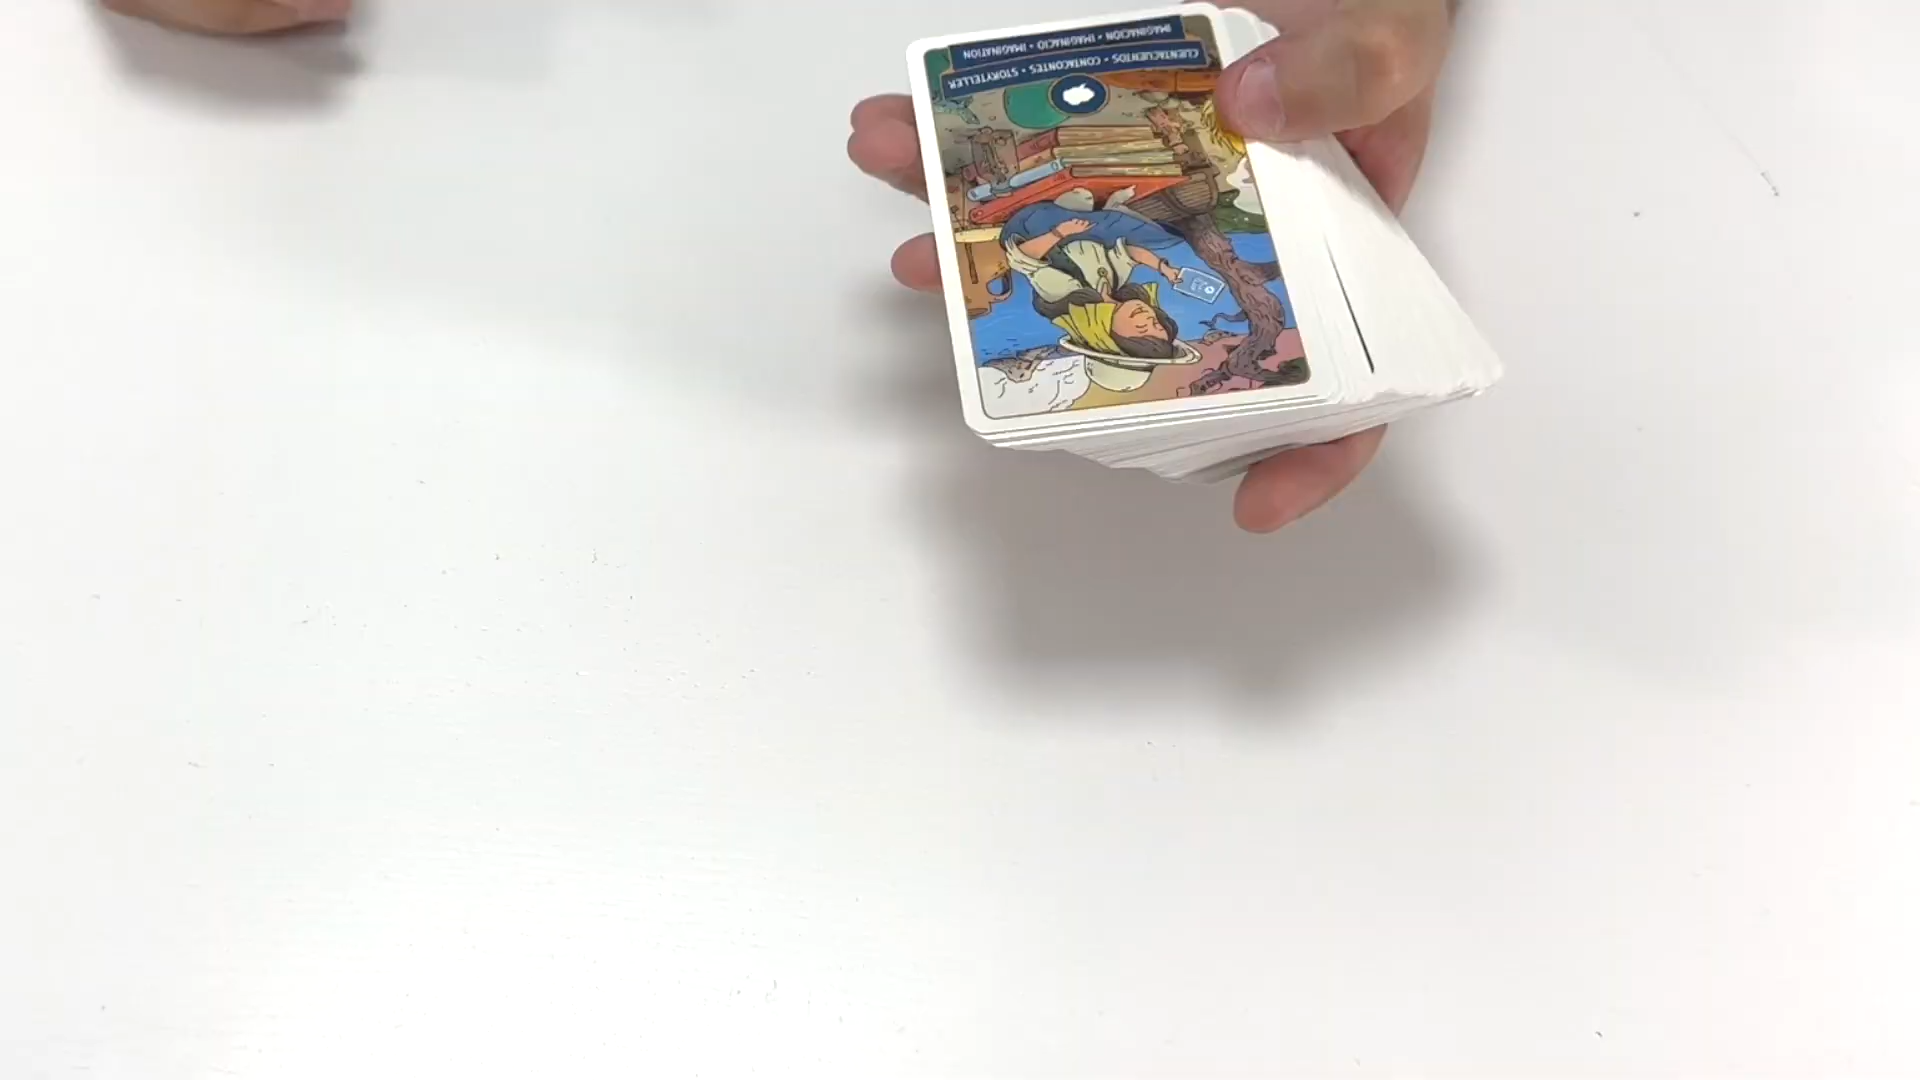 CUENTACUENTOS • CONTACONTES • STORYTELLER
IMAGINACIÓN • IMAGINACIÓ • IMAGINATION